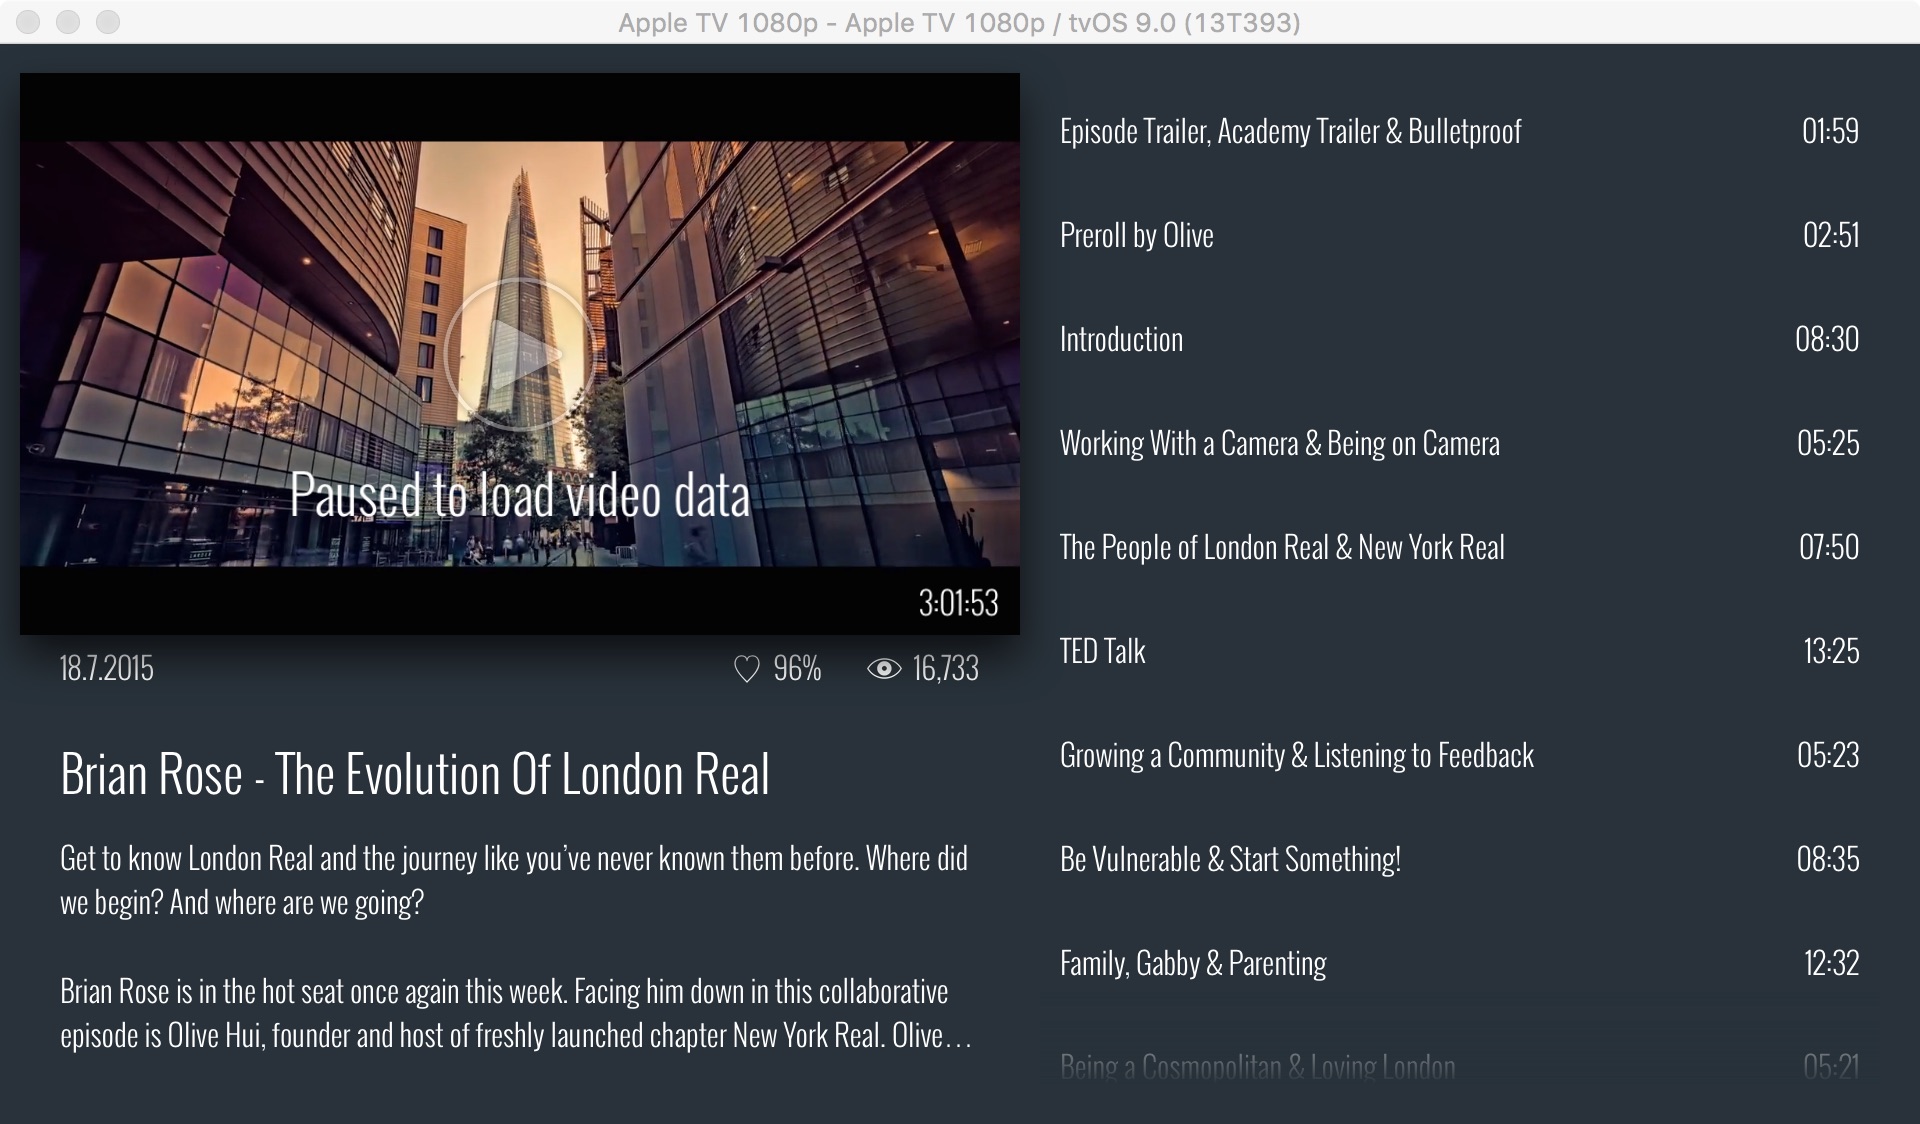 Apple TV 1080p - Apple TV 1080p / tvOS 9.0 (13T393)
Paused to load video data
3:01:53
18.7.2015
96%
16,733
Brian Rose - The Evolution Of London Real
Get to know London Real and the journey like you've never known them before. Where did
we begin? And where are we going?
Brian Rose is in the hot seat once again this week. Facing him down in this collaborative
episode is Olive Hui, founder and host of freshly launched chapter New York Real. Olive…
Episode Trailer, Academy Trailer & Bulletproof 01:59
Preroll by Olive 02:51
Introduction 08:30
Working With a Camera & Being on Camera 05:25
The People of London Real & New York Real 07:50
TED Talk 13:25
Growing a Community & Listening to Feedback 05:23
Be Vulnerable & Start Something! 08:35
Family, Gabby & Parenting 12:32
Being a Cosmopolitan & Loving London 05:21